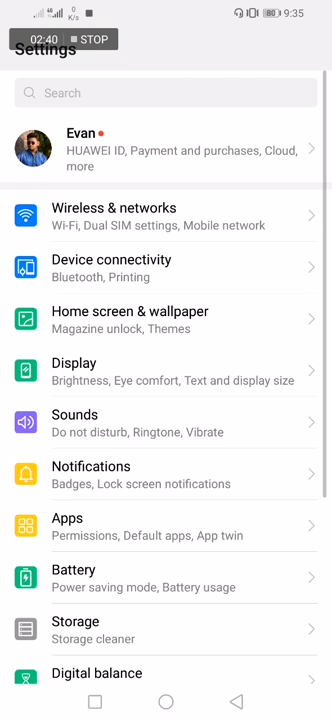 4G 0 K/s 80 9:35
02:40 STOP
Settings
Search
Evan
HUAWEI ID, Payment and purchases, Cloud,
more
Wireless & networks
Wi-Fi, Dual SIM settings, Mobile network
Device connectivity
Bluetooth, Printing
Home screen & wallpaper
Magazine unlock, Themes
Display
Brightness, Eye comfort, Text and display size
Sounds
Do not disturb, Ringtone, Vibrate
Notifications
Badges, Lock screen notifications
Apps
Permissions, Default apps, App twin
Battery
Power saving mode, Battery usage
Storage
Storage cleaner
Digital balance